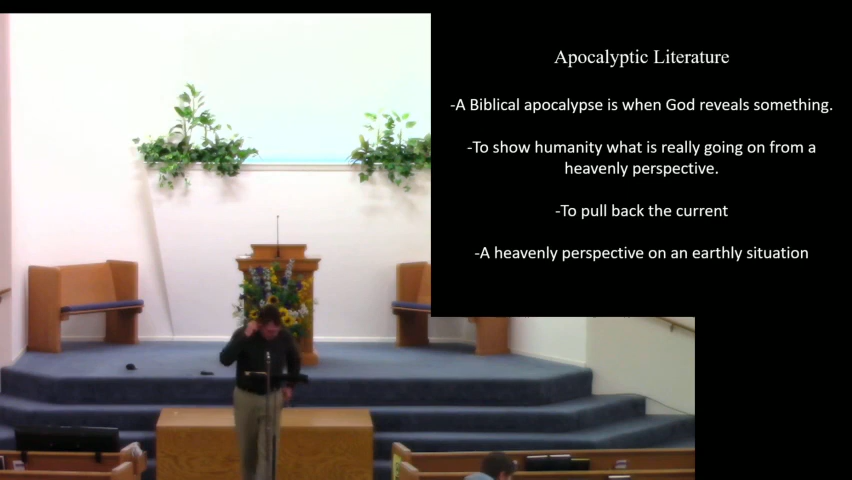 Apocalyptic Literature
-A Biblical apocalypse is when God reveals something.
-To show humanity what is really going on from a
heavenly perspective.
-To pull back the current
-A heavenly perspective on an earthly situation